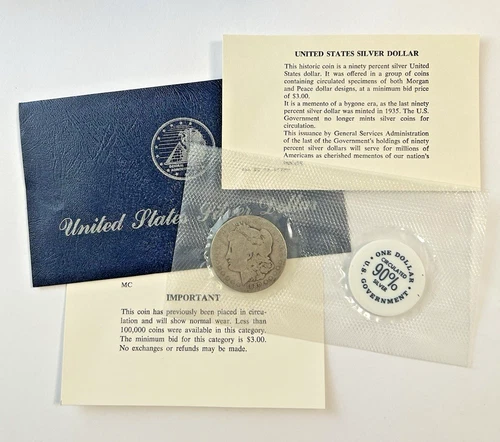 UNITED STATES SILVER DOLLAR
This historic coin is a ninety percent silver United
States dollar. It was offered in a group of coins
containing circulated specimens of both Morgan
and Peace dollar designs, at a minimum bid price
of $3.00.
It is a memento of a bygone era, as the last ninety
percent silver dollar was minted in 1935. The U.S.
Government no longer mints silver coins for
circulation.
This issuance by General Services Administration
of the last of the Government's holdings of ninety
percent silver dollars will serve for millions of
Americans as cherished mementos of our nation's
United States Silver Dollar
ONE DOLLAR
CIRCULATED
90%
SILVER
U.S. GOVERNMENT
MC
IMPORTANT
This coin has previously been placed in circu-
lation and will show normal wear. Less than
100,000 coins were available in this category.
The minimum bid for this category is $3.00.
No exchanges or refunds may be made.